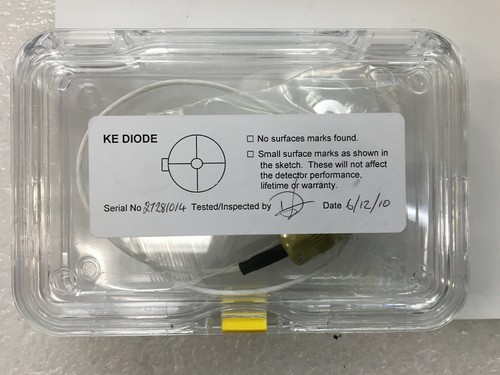 KE DIODE
No surfaces marks found.
Small surface marks as shown in
the sketch. These will not affect
the detector performance,
lifetime or warranty.
Serial No 27281014 Tested/Inspected by Date 6/12/10